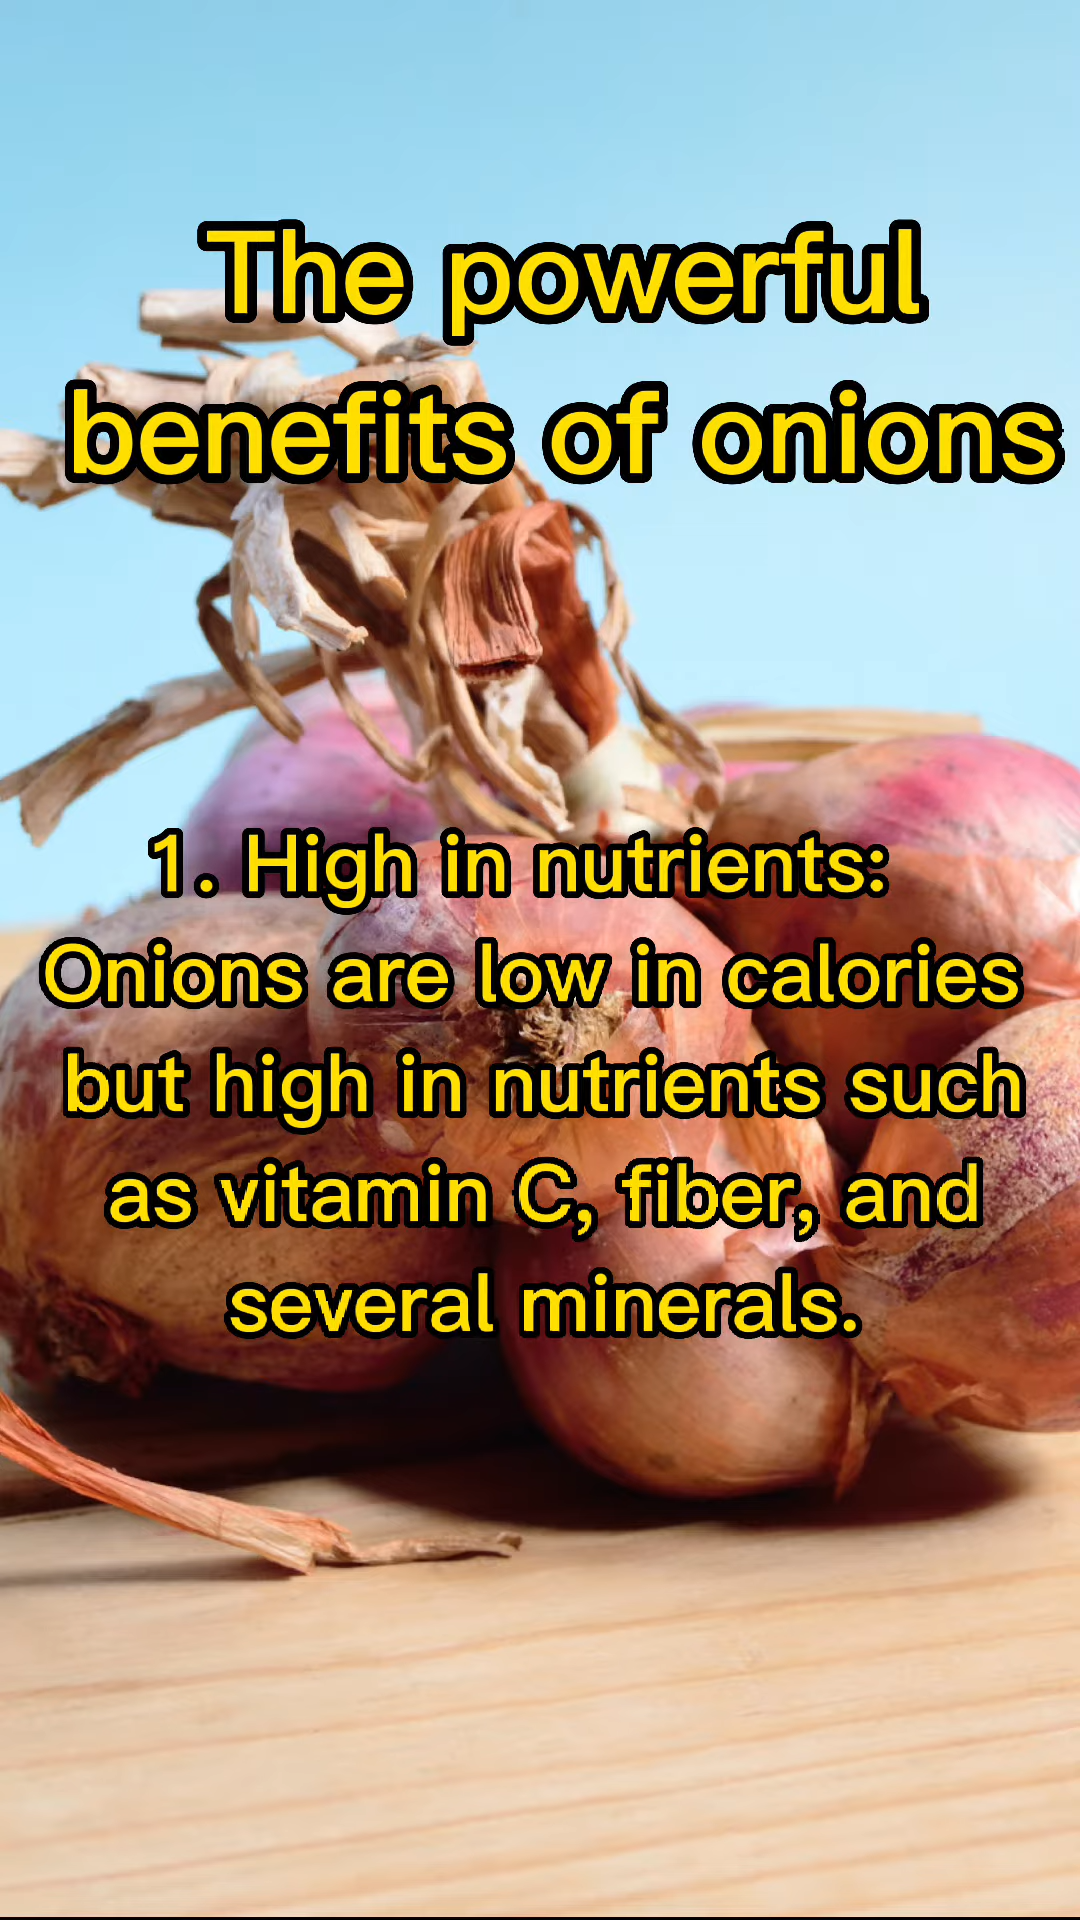 The powerful
benefits of onions
1. High in nutrients:
Onions are low in calories
but high in nutrients such
as vitamin C, fiber, and
several minerals.